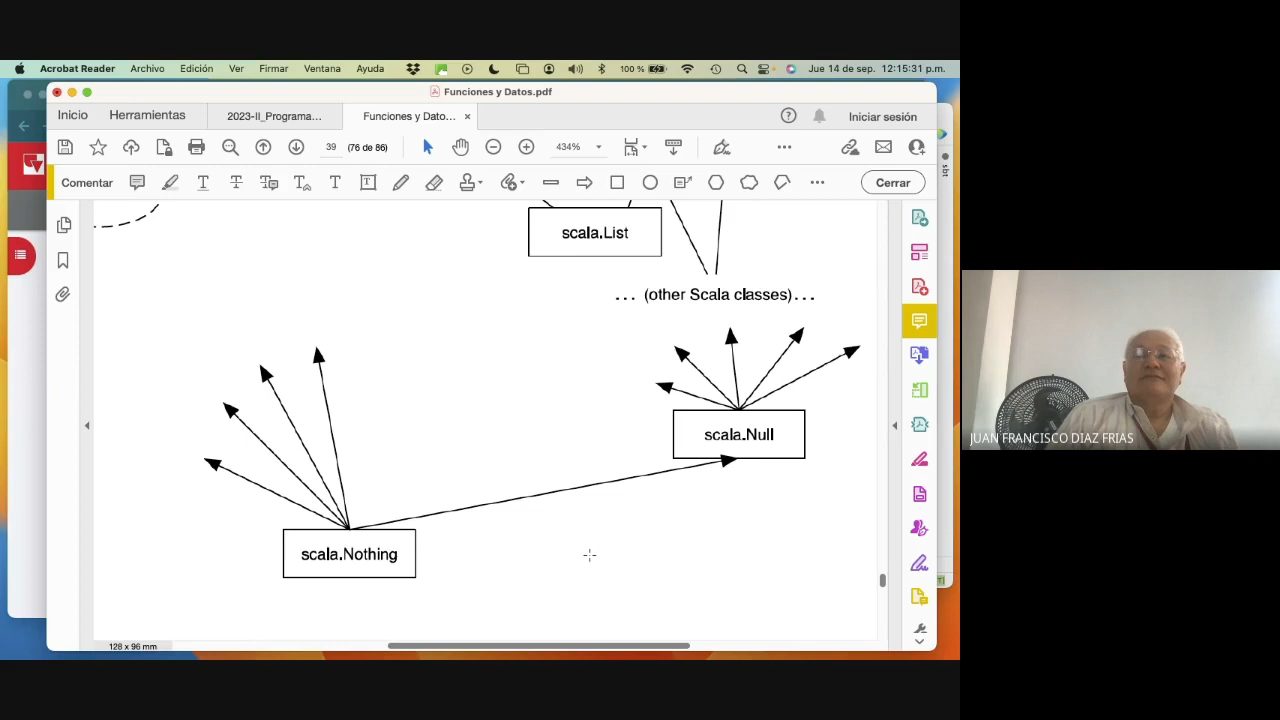 Acrobat Reader Archivo Edición Ver Firmar Ventana Ayuda 100 % Jue 14 de sep. 12:15:31 p.m.
Funciones y Datos.pdf
Inicio Herramientas 2023-II_Programa... Funciones y Dato... × Iniciar sesión
39 (76 de 86) 434%
Comentar Cerrar
sbt
scala.List
... (other Scala classes)...
scala.Null
scala.Nothing
128 x 96 mm
JUAN FRANCISCO DIAZ FRIAS